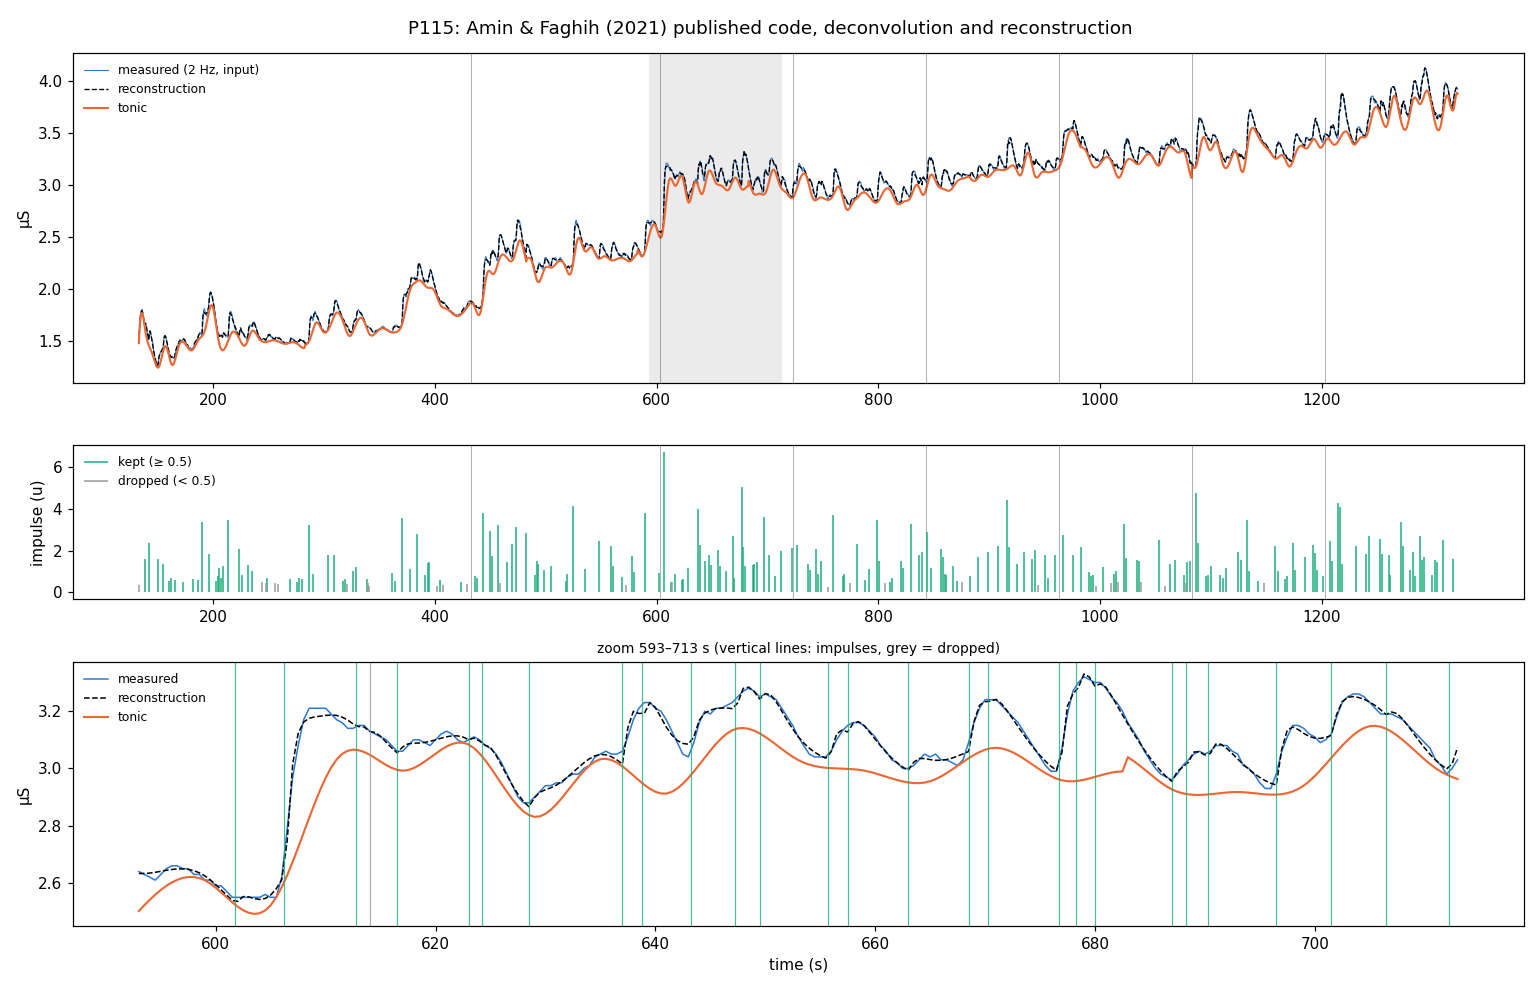 P115: Amin & Faghih (2021) published code, deconvolution and reconstruction
measured (2 Hz, input)
reconstruction
tonic
µS
4.0
3.5
3.0
2.5
2.0
1.5
200 400 600 800 1000 1200
kept (≥ 0.5)
dropped (< 0.5)
impulse (u)
6
4
2
0
200 400 600 800 1000 1200
zoom 593–713 s (vertical lines: impulses, grey = dropped)
measured
reconstruction
tonic
µS
3.2
3.0
2.8
2.6
600 620 640 660 680 700
time (s)